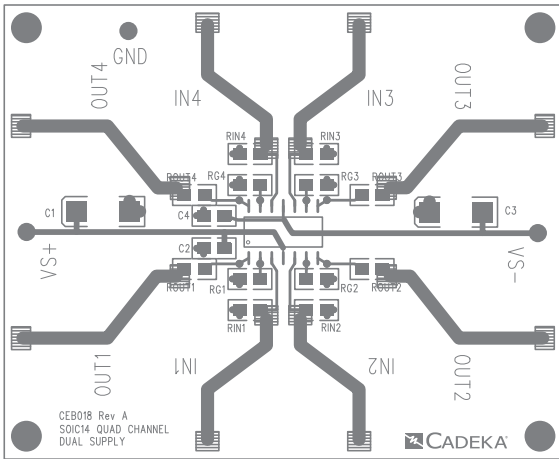 GND
OUT4
IN4
IN3
OUT3
RIN4
RIN3
RG4
RG3
ROUT4
ROUT3
C1
C4
C3
C2
VS+
VS-
ROUT1
RG1
RG2
ROUT2
RIN1
RIN2
OUT1
IN1
IN2
OUT2
CEB018 Rev A
SOIC14 QUAD CHANNEL
DUAL SUPPLY
CADEKA